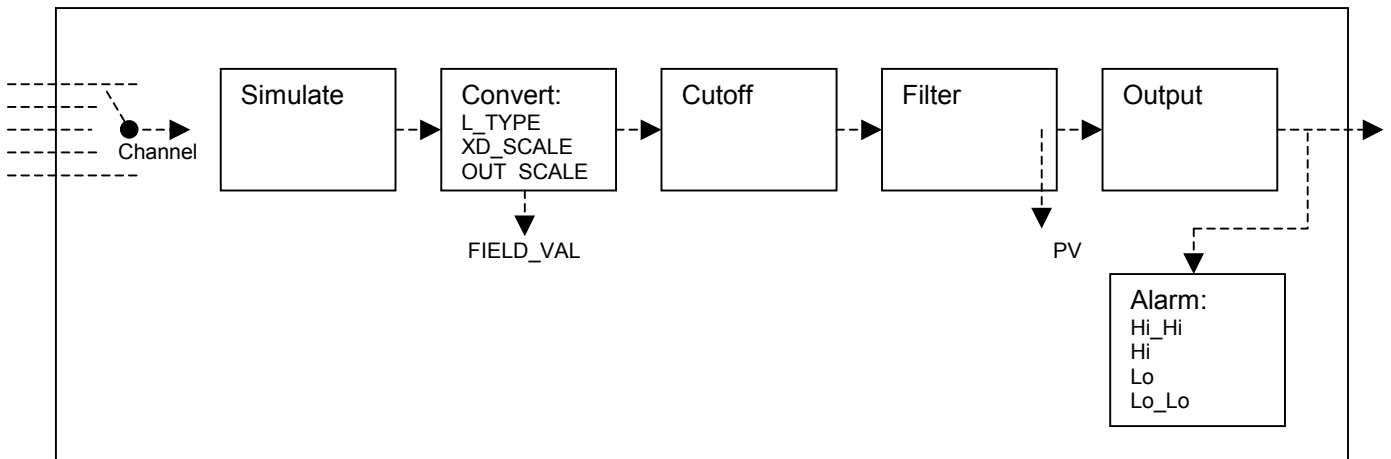 Channel
Simulate
Convert:
L_TYPE
XD_SCALE
OUT SCALE
FIELD_VAL
Cutoff
Filter
PV
Output
Alarm:
Hi_Hi
Hi
Lo
Lo_Lo